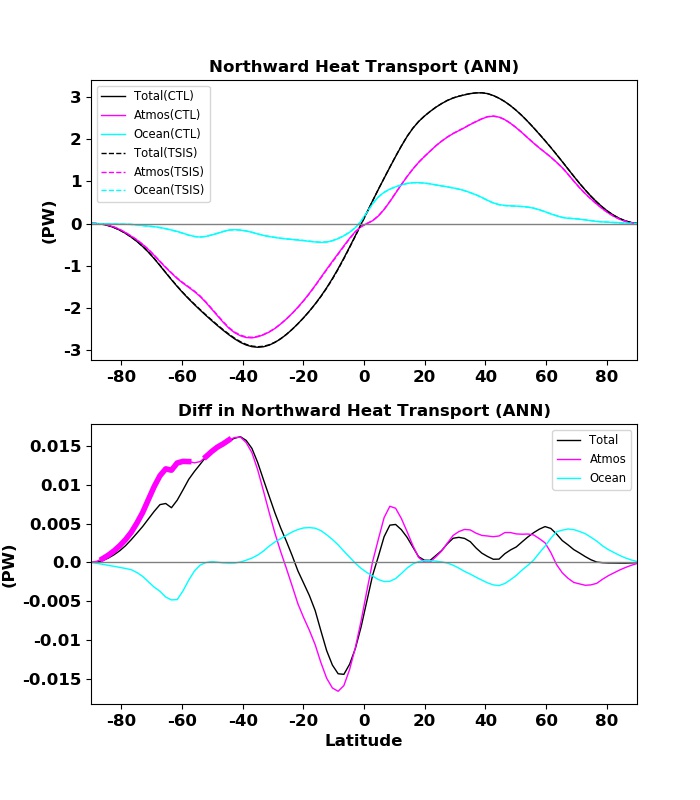 Northward Heat Transport (ANN)
3
2
1
0
-1
-2
-3
(PW)
Total(CTL)
Atmos(CTL)
Ocean(CTL)
Total(TSIS)
Atmos(TSIS)
Ocean(TSIS)
-80 -60 -40 -20 0 20 40 60 80
Diff in Northward Heat Transport (ANN)
0.015
0.01
0.005
0.0
-0.005
-0.01
-0.015
(PW)
Total
Atmos
Ocean
-80 -60 -40 -20 0 20 40 60 80
Latitude